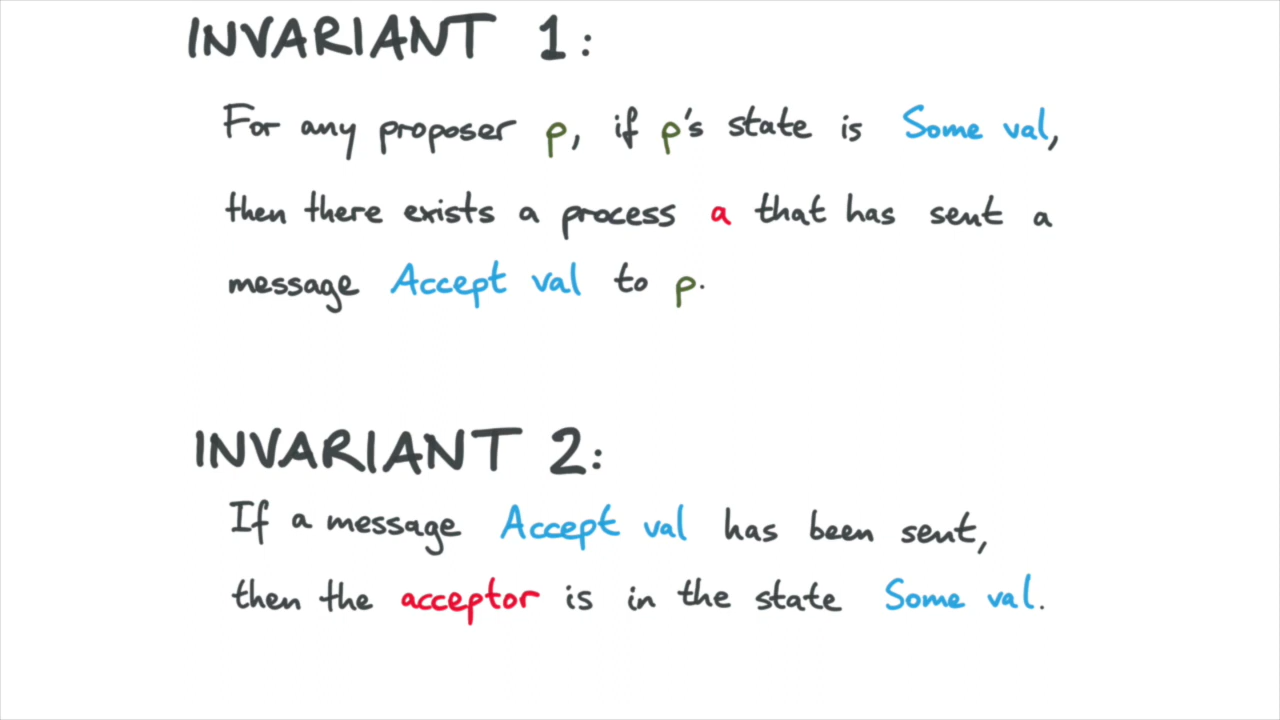 INVARIANT 1:
For any proposer p, if p's state is Some val,
then there exists a process a that has sent a
message Accept val to p.
INVARIANT 2:
If a message Accept val has been sent,
then the acceptor is in the state Some val.